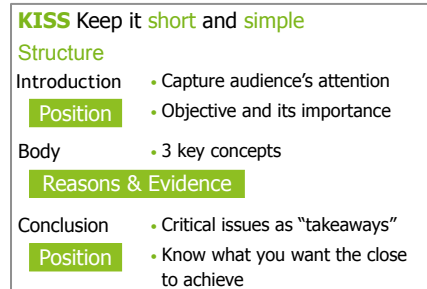 KISS Keep it short and simple
Structure
Introduction • Capture audience's attention
Position • Objective and its importance
Body • 3 key concepts
Reasons & Evidence
Conclusion • Critical issues as “takeaways”
Position • Know what you want the close
to achieve